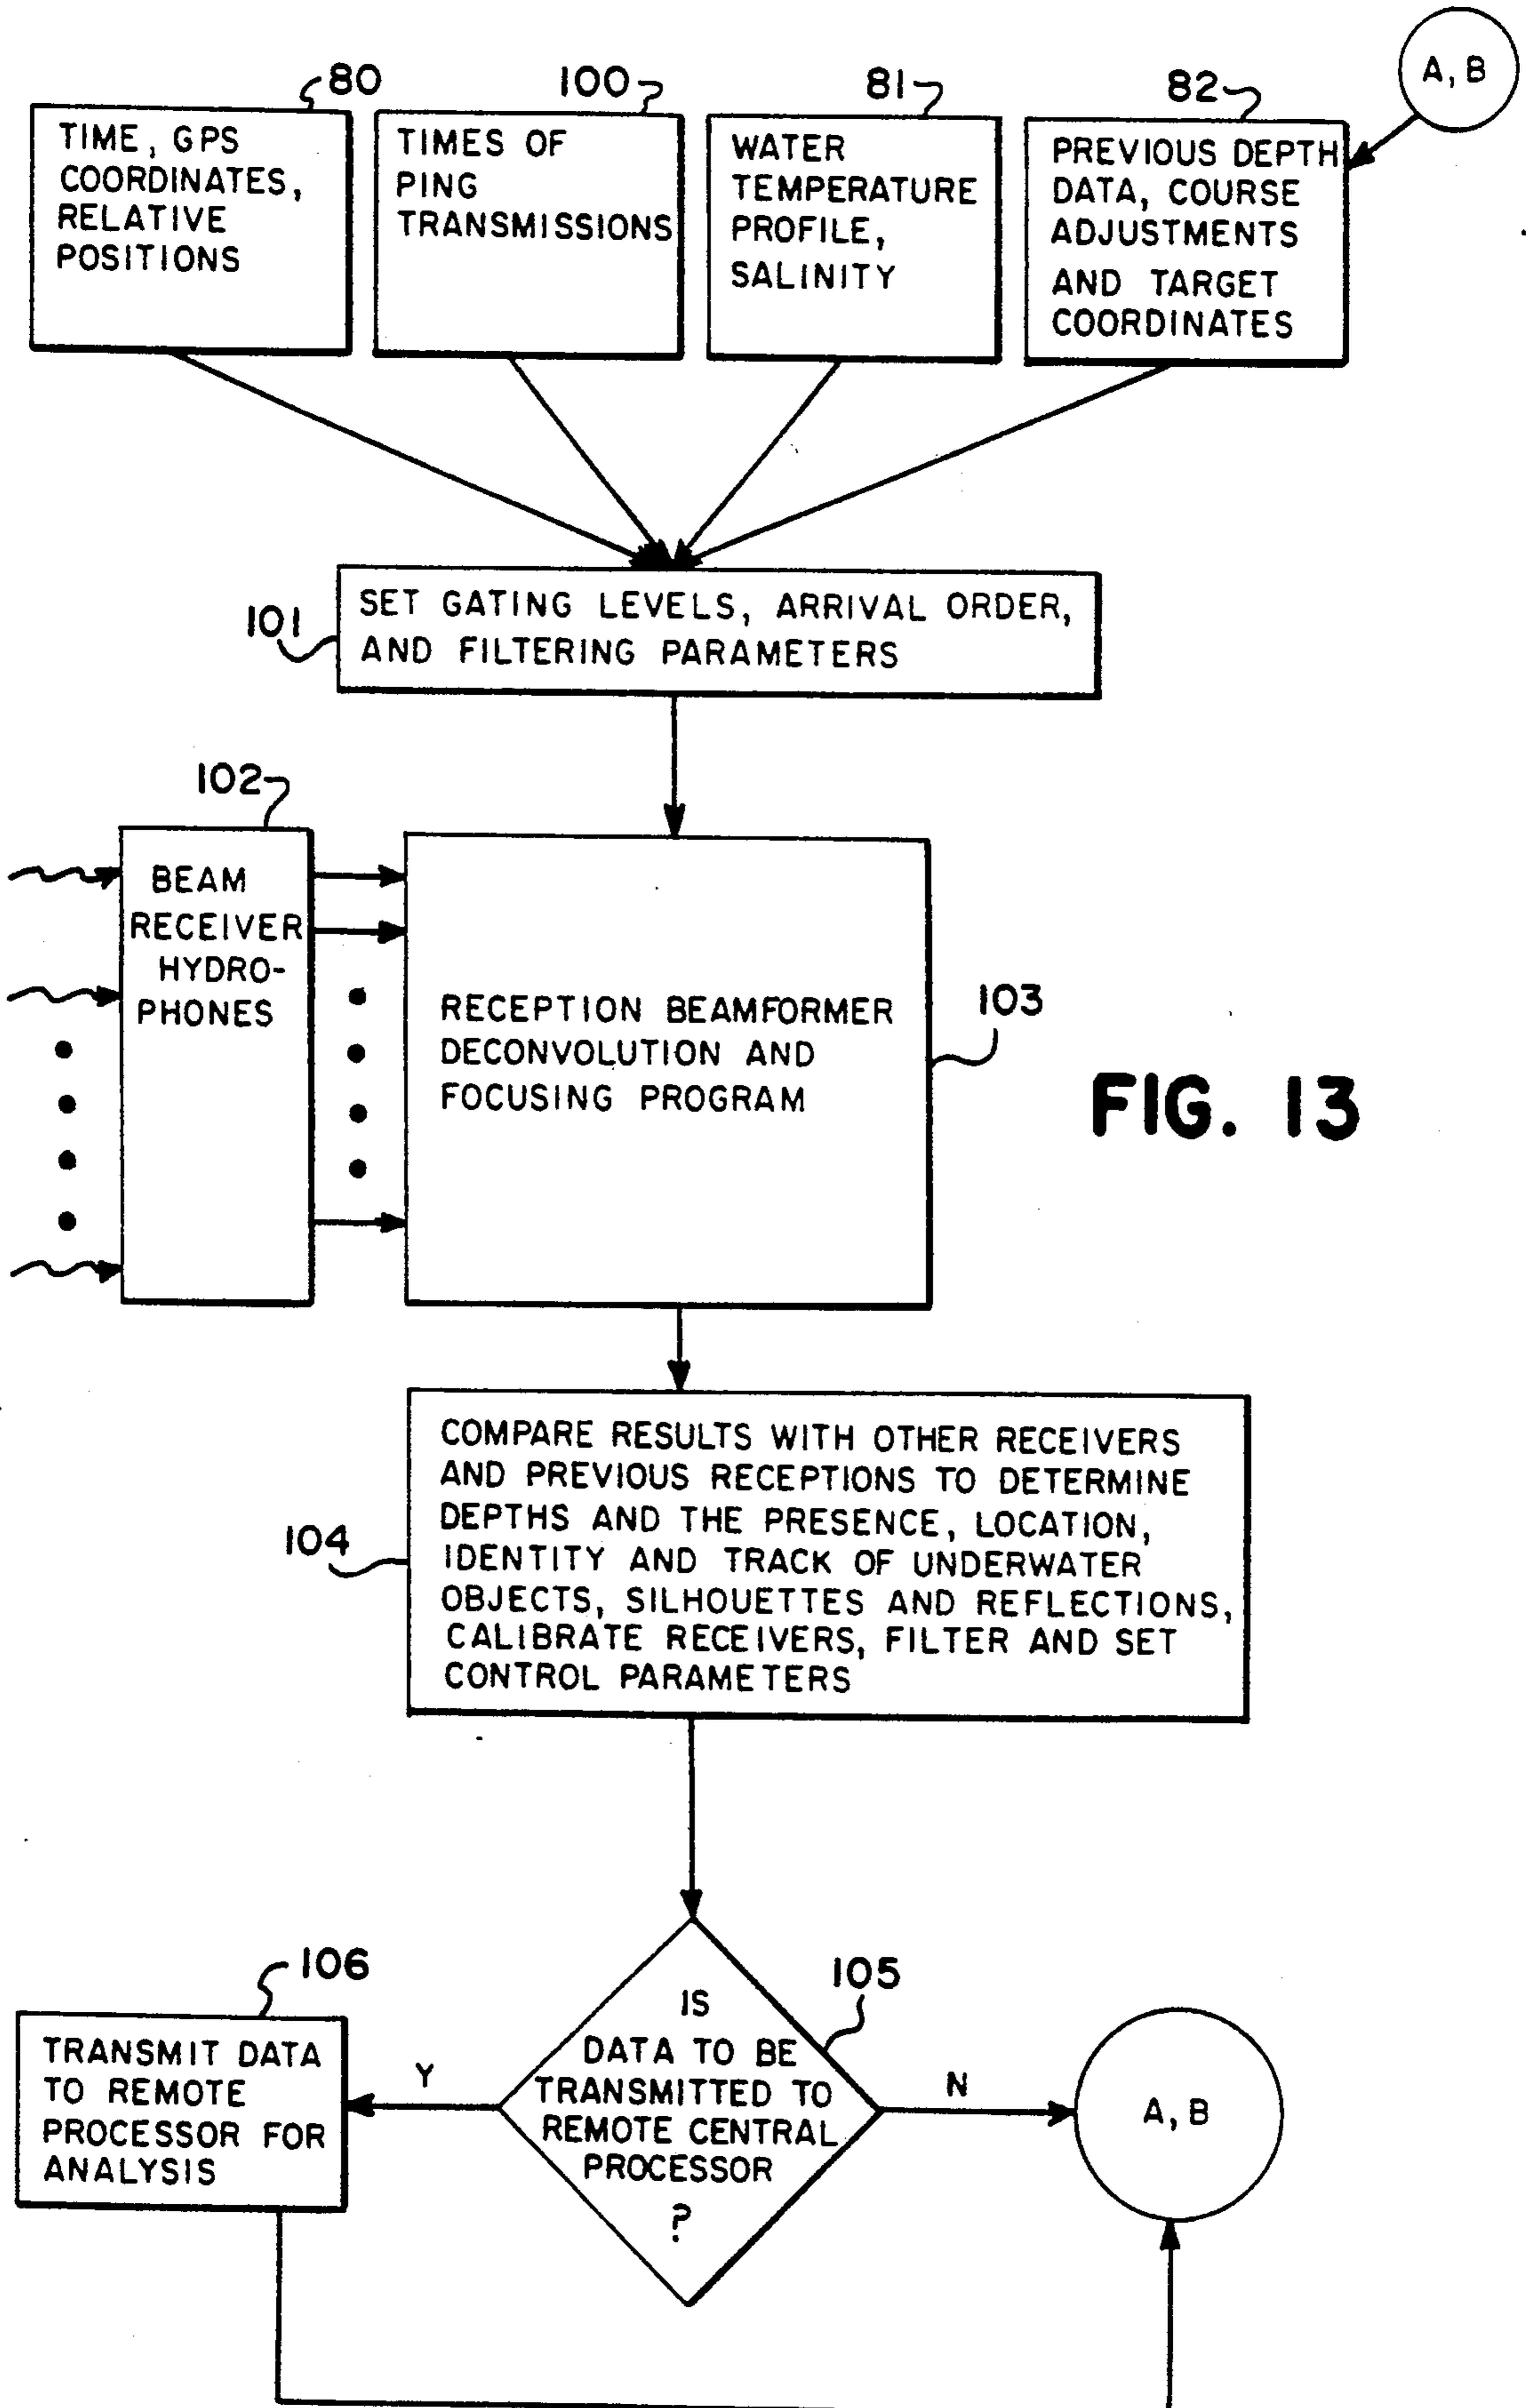 A, B
80
TIME, GPS
COORDINATES,
RELATIVE
POSITIONS
100
TIMES OF
PING
TRANSMISSIONS
81
WATER
TEMPERATURE
PROFILE,
SALINITY
82
PREVIOUS DEPTH
DATA, COURSE
ADJUSTMENTS
AND TARGET
COORDINATES
101
SET GATING LEVELS, ARRIVAL ORDER,
AND FILTERING PARAMETERS
102
BEAM
RECEIVER
HYDRO-
PHONES
RECEPTION BEAMFORMER
DECONVOLUTION AND
FOCUSING PROGRAM
103
FIG. 13
104
COMPARE RESULTS WITH OTHER RECEIVERS
AND PREVIOUS RECEPTIONS TO DETERMINE
DEPTHS AND THE PRESENCE, LOCATION,
IDENTITY AND TRACK OF UNDERWATER
OBJECTS, SILHOUETTES AND REFLECTIONS,
CALIBRATE RECEIVERS, FILTER AND SET
CONTROL PARAMETERS
106
TRANSMIT DATA
TO REMOTE
PROCESSOR FOR
ANALYSIS
Y
105
IS
DATA TO BE
TRANSMITTED TO
REMOTE CENTRAL
PROCESSOR
?
N
A, B